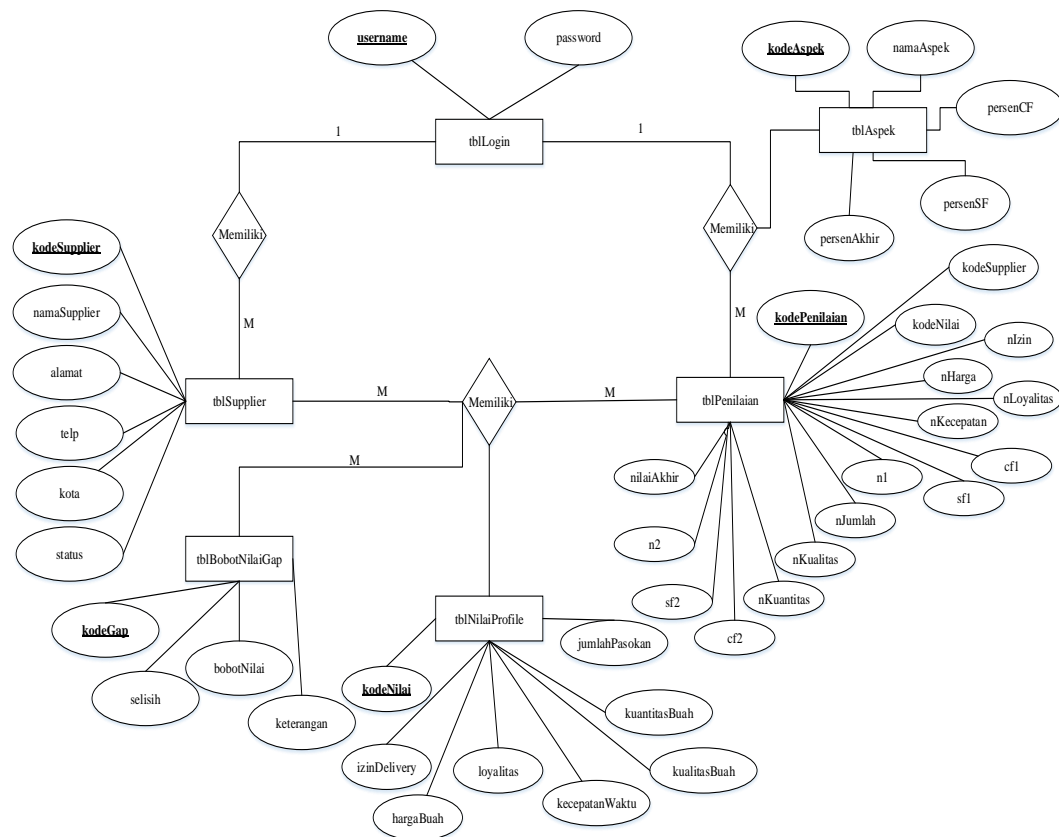 username
password
kodeAspek
namaAspek
persenCF
tblAspek
persenSF
persenAkhir
tblLogin
1
1
Memiliki
Memiliki
M
M
kodeSupplier
namaSupplier
alamat
telp
kota
status
tblSupplier
M
Memiliki
M
tblPenilaian
kodePenilaian
kodeSupplier
kodeNilai
nIzin
nHarga
nLoyalitas
nKecepatan
cf1
sf1
n1
nJumlah
nKualitas
nKuantitas
cf2
sf2
n2
nilaiAkhir
M
tblBobotNilaiGap
kodeGap
selisih
bobotNilai
keterangan
tblNilaiProfile
jumlahPasokan
kodeNilai
izinDelivery
hargaBuah
loyalitas
kecepatanWaktu
kualitasBuah
kuantitasBuah